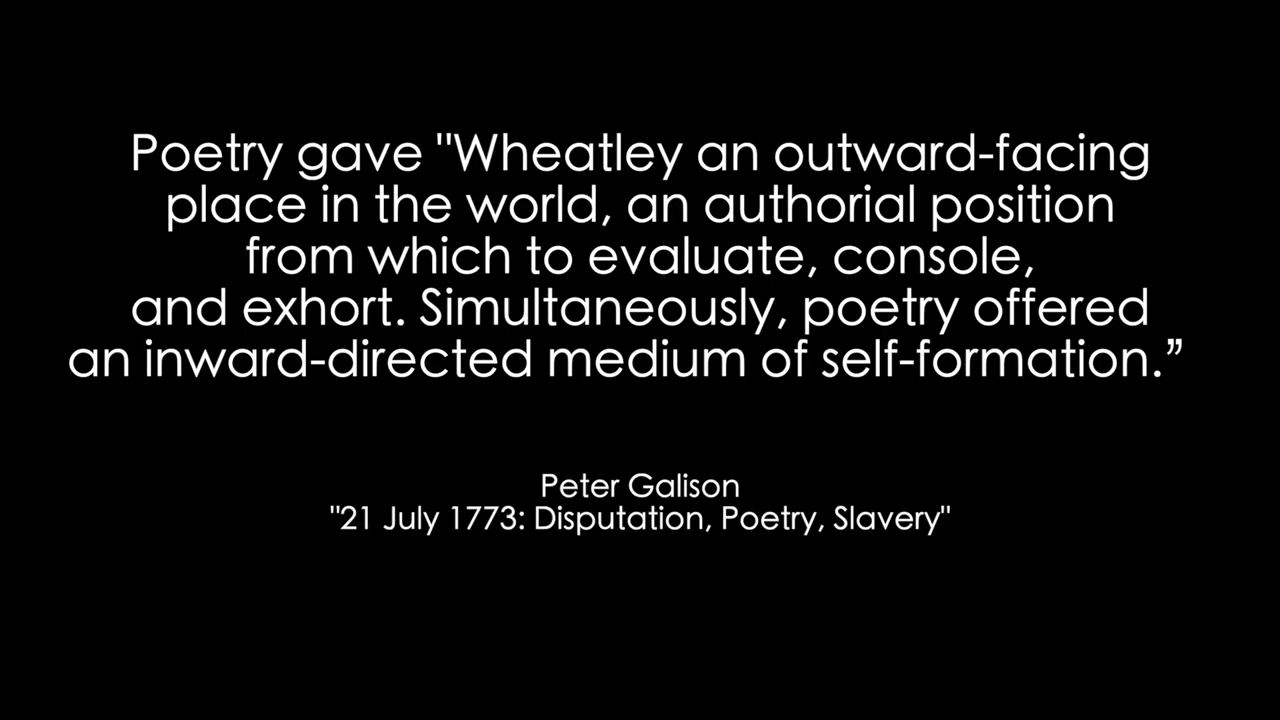 Poetry gave "Wheatley an outward-facing
place in the world, an authorial position
from which to evaluate, console,
and exhort. Simultaneously, poetry offered
an inward-directed medium of self-formation.”
Peter Galison
"21 July 1773: Disputation, Poetry, Slavery"